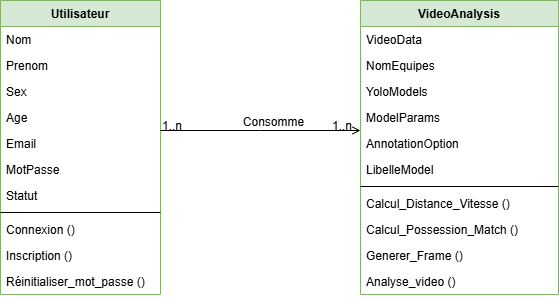 Utilisateur
Nom
Prenom
Sex
Age
Email
MotPasse
Statut
Connexion ()
Inscription ()
Réinitialiser_mot_passe ()
1..n
Consomme
1..n
VideoAnalysis
VideoData
NomEquipes
YoloModels
ModelParams
AnnotationOption
LibelleModel
Calcul_Distance_Vitesse ()
Calcul_Possession_Match ()
Generer_Frame ()
Analyse_video ()